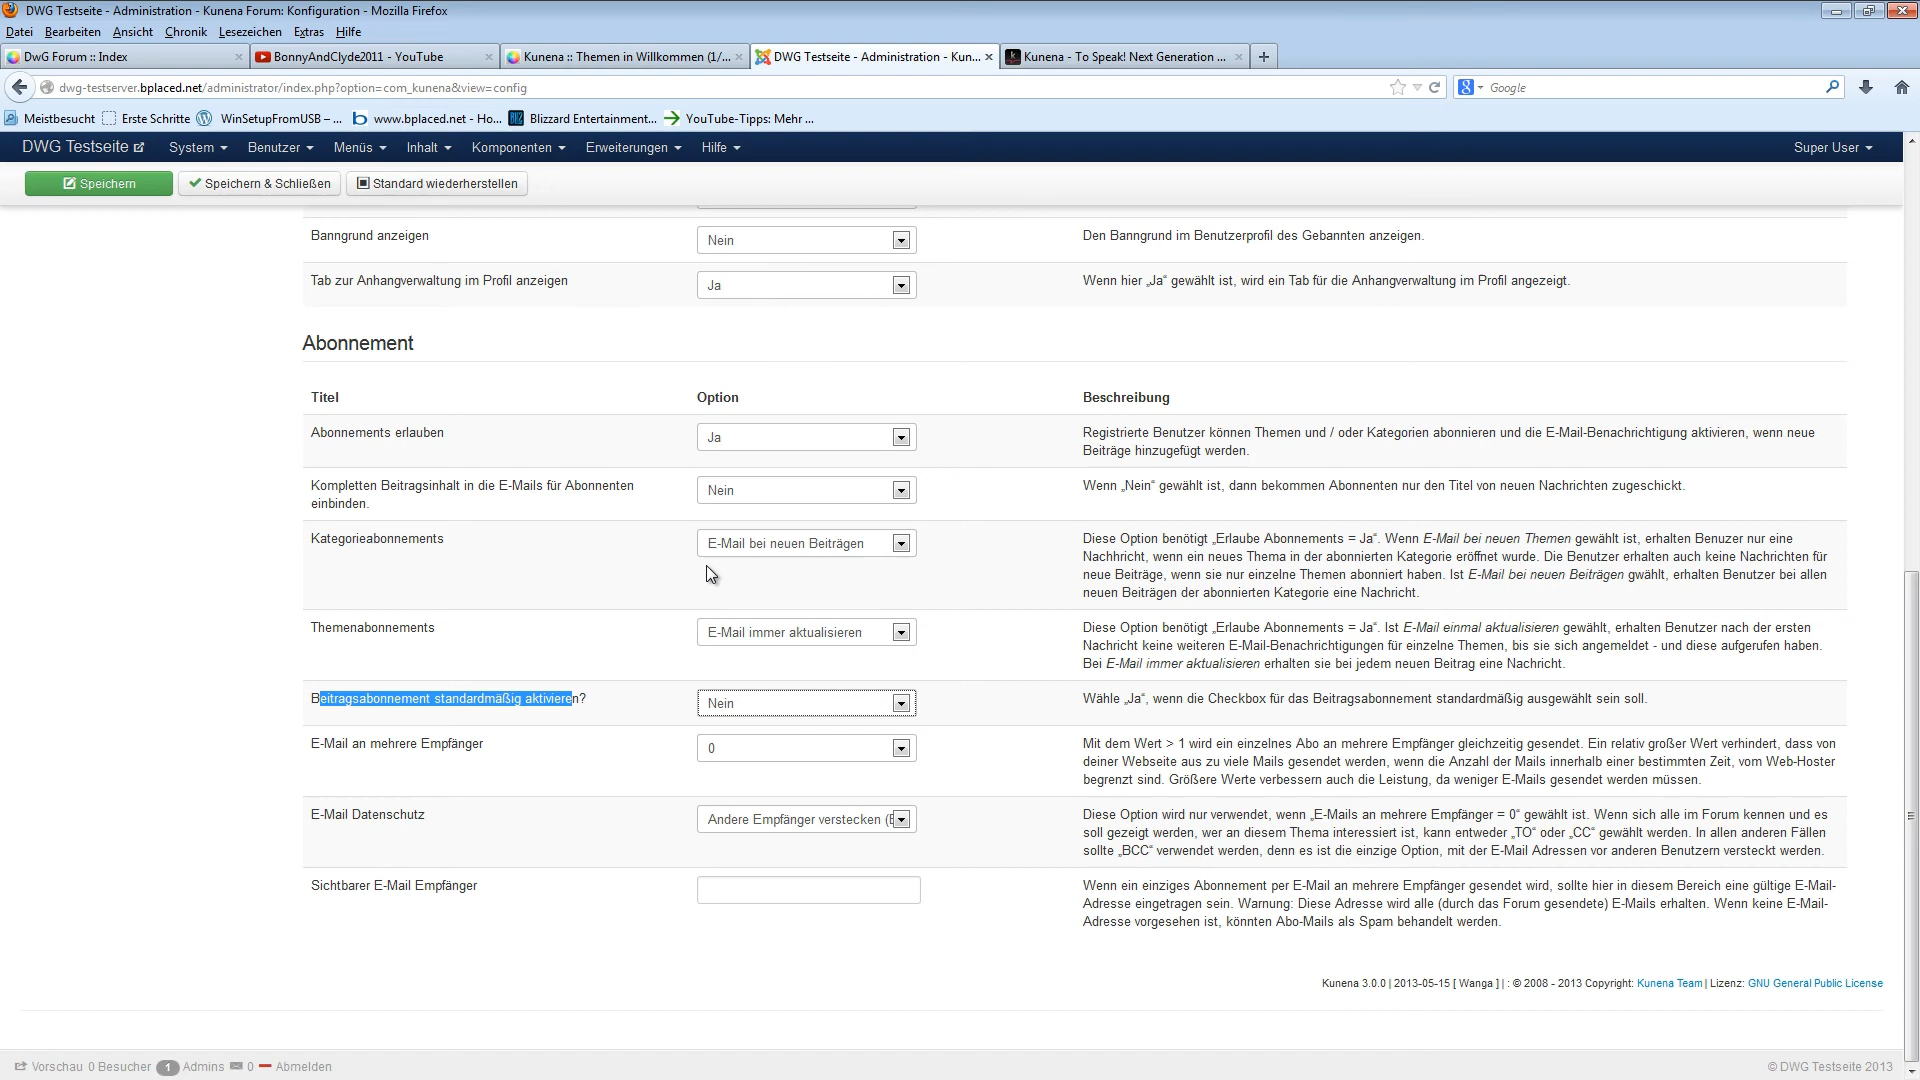 DWG Testseite - Administration - Kunena Forum: Konfiguration - Mozilla Firefox
Datei Bearbeiten Ansicht Chronik Lesezeichen Extras Hilfe
DwG Forum :: Index
BonnyAndClyde2011 - YouTube
Kunena :: Themen in Willkommen (1/...
DWG Testseite - Administration - Kun...
Kunena - To Speak! Next Generation ...
dwg-testserver.bplaced.net/administrator/index.php?option=com_kunena&view=config
Google
Meistbesucht Erste Schritte WinSetupFromUSB – ... www.bplaced.net - Ho... Blizzard Entertainment... YouTube-Tipps: Mehr ...
DWG Testseite System Benutzer Menüs Inhalt Komponenten Erweiterungen Hilfe Super User
Speichern Speichern & Schließen Standard wiederherstellen
Banngrund anzeigen Nein Den Banngrund im Benutzerprofil des Gebannten anzeigen.
Tab zur Anhangverwaltung im Profil anzeigen Ja Wenn hier „Ja“ gewählt ist, wird ein Tab für die Anhangverwaltung im Profil angezeigt.
Abonnement
Titel Option Beschreibung
Abonnements erlauben Ja Registrierte Benutzer können Themen und / oder Kategorien abonnieren und die E-Mail-Benachrichtigung aktivieren, wenn neue
Beiträge hinzugefügt werden.
Kompletten Beitragsinhalt in die E-Mails für Abonnenten Nein Wenn „Nein“ gewählt ist, dann bekommen Abonnenten nur den Titel von neuen Nachrichten zugeschickt.
einbinden.
Kategorieabonnements E-Mail bei neuen Beiträgen Diese Option benötigt „Erlaube Abonnements = Ja“. Wenn E-Mail bei neuen Themen gewählt ist, erhalten Benuzer nur eine
Nachhricht, wenn ein neues Thema in der abonnierten Kategorie eröffnet wurde. Die Benutzer erhalten auch keine Nachrichten für
neue Beiträge, wenn sie nur einzelne Themen abonniert haben. Ist E-Mail bei neuen Beiträgen gwählt, erhalten Benutzer bei allen
neuen Beiträgen der abonnierten Kategorie eine Nachricht.
Themenabonnements E-Mail immer aktualisieren Diese Option benötigt „Erlaube Abonnements = Ja“. Ist E-Mail einmal aktualisieren gewählt, erhalten Benutzer nach der ersten
Nachricht keine weiteren E-Mail-Benachrichtigungen für einzelne Themen, bis sie sich angemeldet - und diese aufgerufen haben.
Bei E-Mail immer aktualisieren erhalten sie bei jedem neuen Beitrag eine Nachricht.
Beitragsabonnement standardmäßig aktivieren? Nein Wähle „Ja“, wenn die Checkbox für das Beitragsabonnement standardmäßig ausgewählt sein soll.
E-Mail an mehrere Empfänger 0 Mit dem Wert > 1 wird ein einzelnes Abo an mehrere Empfänger gleichzeitig gesendet. Ein relativ großer Wert verhindert, dass von
deiner Webseite aus zu viele Mails gesendet werden, wenn die Anzahl der Mails innerhalb einer bestimmten Zeit, vom Web-Hoster
begrenzt sind. Größere Werte verbessern auch die Leistung, da weniger E-Mails gesendet werden müssen.
E-Mail Datenschutz Andere Empfänger verstecken (B Diese Option wird nur verwendet, wenn „E-Mails an mehrere Empfänger = 0“ gewählt ist. Wenn sich alle im Forum kennen und es
soll gezeigt werden, wer an diesem Thema interessiert ist, kann entweder „TO“ oder „CC“ gewählt werden. In allen anderen Fällen
sollte „BCC“ verwendet werden, denn es ist die einzige Option, mit der E-Mail Adressen vor anderen Benutzern versteckt werden.
Sichtbarer E-Mail Empfänger Wenn ein einziges Abonnement per E-Mail an mehrere Empfänger gesendet wird, sollte hier in diesem Bereich eine gültige E-Mail-
Adresse eingetragen sein. Warnung: Diese Adresse wird alle (durch das Forum gesendete) E-Mails erhalten. Wenn keine E-Mail-
Adresse vorgesehen ist, könnten Abo-Mails als Spam behandelt werden.
Kunena 3.0.0 | 2013-05-15 [ Wanga ] | : © 2008 - 2013 Copyright: Kunena Team | Lizenz: GNU General Public License
Vorschau 0 Besucher 1 Admins 0 Abmelden © DWG Testseite 2013